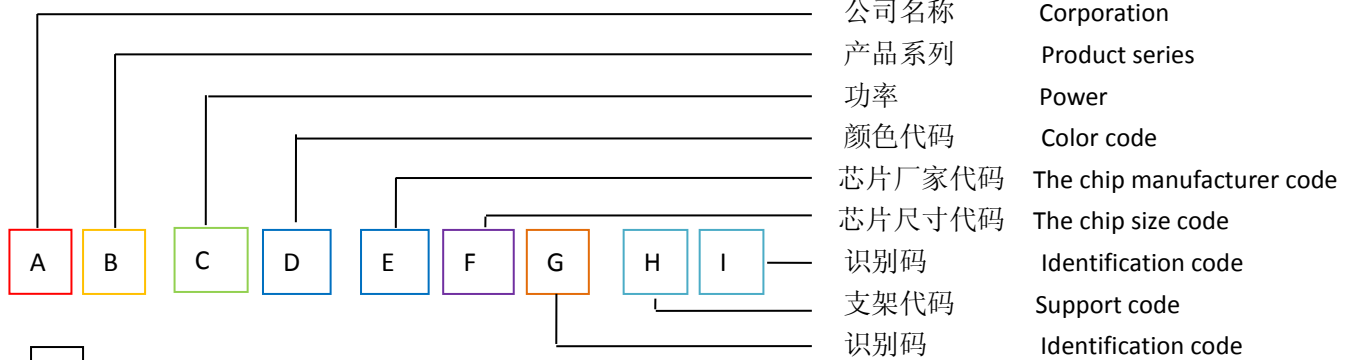 公司名称 Corporation
产品系列 Product series
功率 Power
颜色代码 Color code
芯片厂家代码 The chip manufacturer code
芯片尺寸代码 The chip size code
A B C D E F G H I 识别码 Identification code
支架代码 Support code
识别码 Identification code